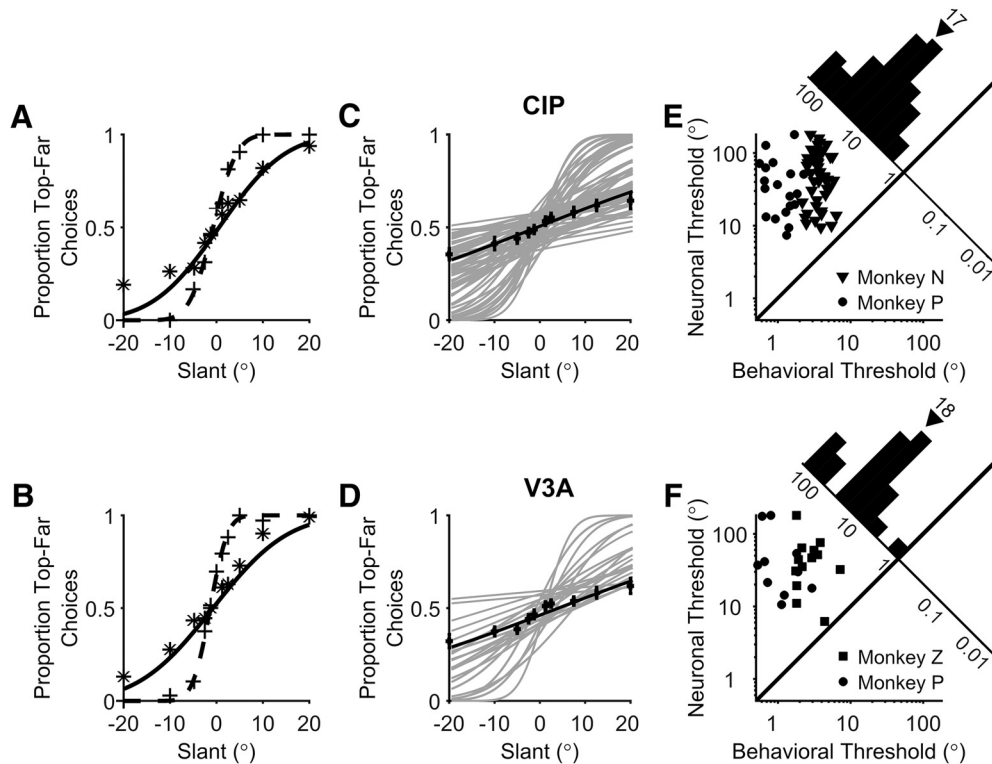 A
Proportion Top-Far
Choices
1
0.5
0
-20 -10 0 10 20
Slant (°)
C
CIP
Proportion Top-Far
Choices
1
0.5
0
-20 -10 0 10 20
Slant (°)
E
17
100
10
1
0.1
0.01
Neuronal Threshold (°)
100
10
1
Monkey N
Monkey P
1 10 100
Behavioral Threshold (°)
B
Proportion Top-Far
Choices
1
0.5
0
-20 -10 0 10 20
Slant (°)
D
V3A
Proportion Top-Far
Choices
1
0.5
0
-20 -10 0 10 20
Slant (°)
F
18
100
10
1
0.1
0.01
Neuronal Threshold (°)
100
10
1
Monkey Z
Monkey P
1 10 100
Behavioral Threshold (°)